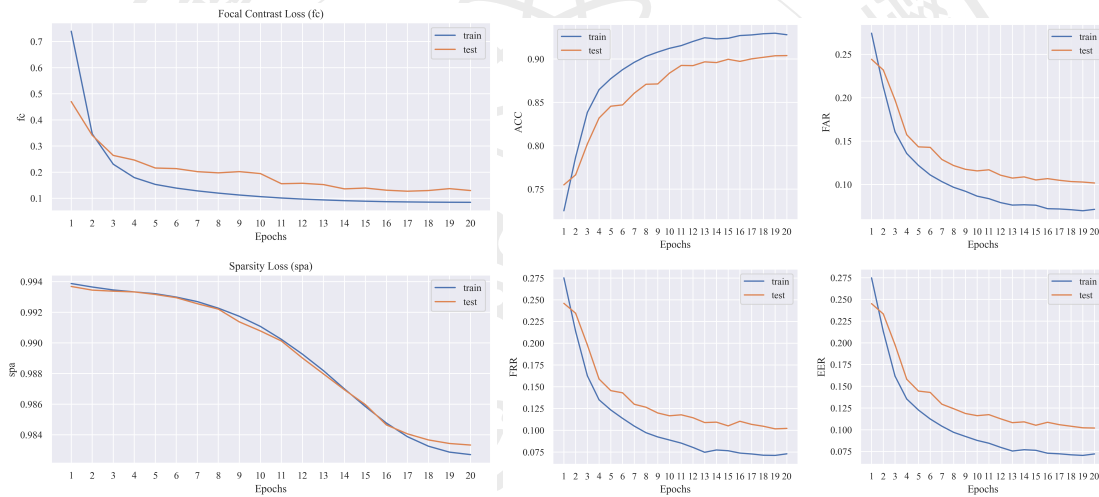 Focal Contrast Loss (fc)
train
test
0.7
0.6
0.5
0.4
0.3
0.2
0.1
fc
1 2 3 4 5 6 7 8 9 10 11 12 13 14 15 16 17 18 19 20
Epochs
train
test
0.90
0.85
0.80
0.75
ACC
1 2 3 4 5 6 7 8 9 10 11 12 13 14 15 16 17 18 19 20
Epochs
train
test
0.25
0.20
0.15
0.10
FAR
1 2 3 4 5 6 7 8 9 10 11 12 13 14 15 16 17 18 19 20
Epochs
Sparsity Loss (spa)
train
test
0.994
0.992
0.990
0.988
0.986
0.984
spa
1 2 3 4 5 6 7 8 9 10 11 12 13 14 15 16 17 18 19 20
Epochs
train
test
0.275
0.250
0.225
0.200
0.175
0.150
0.125
0.100
0.075
FRR
1 2 3 4 5 6 7 8 9 10 11 12 13 14 15 16 17 18 19 20
Epochs
train
test
0.275
0.250
0.225
0.200
0.175
0.150
0.125
0.100
0.075
EER
1 2 3 4 5 6 7 8 9 10 11 12 13 14 15 16 17 18 19 20
Epochs